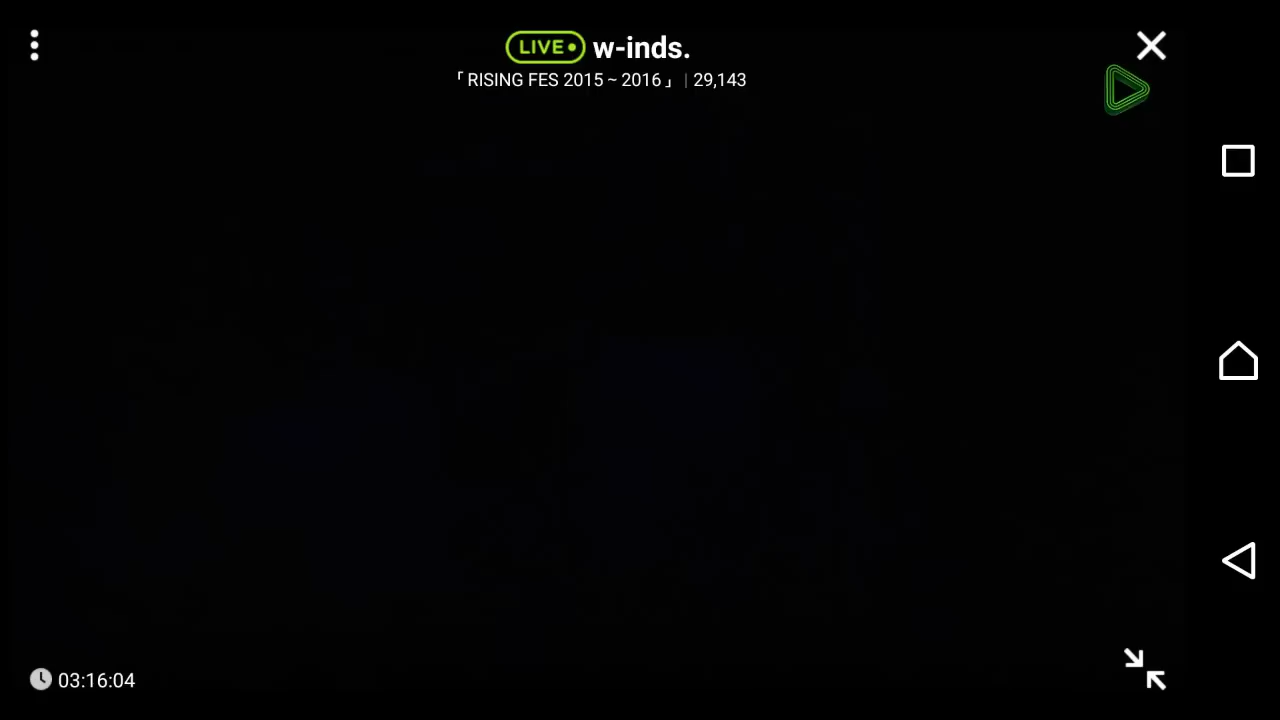 LIVE w-inds.
「RISING FES 2015 ~ 2016」 | 29,143
03:16:04